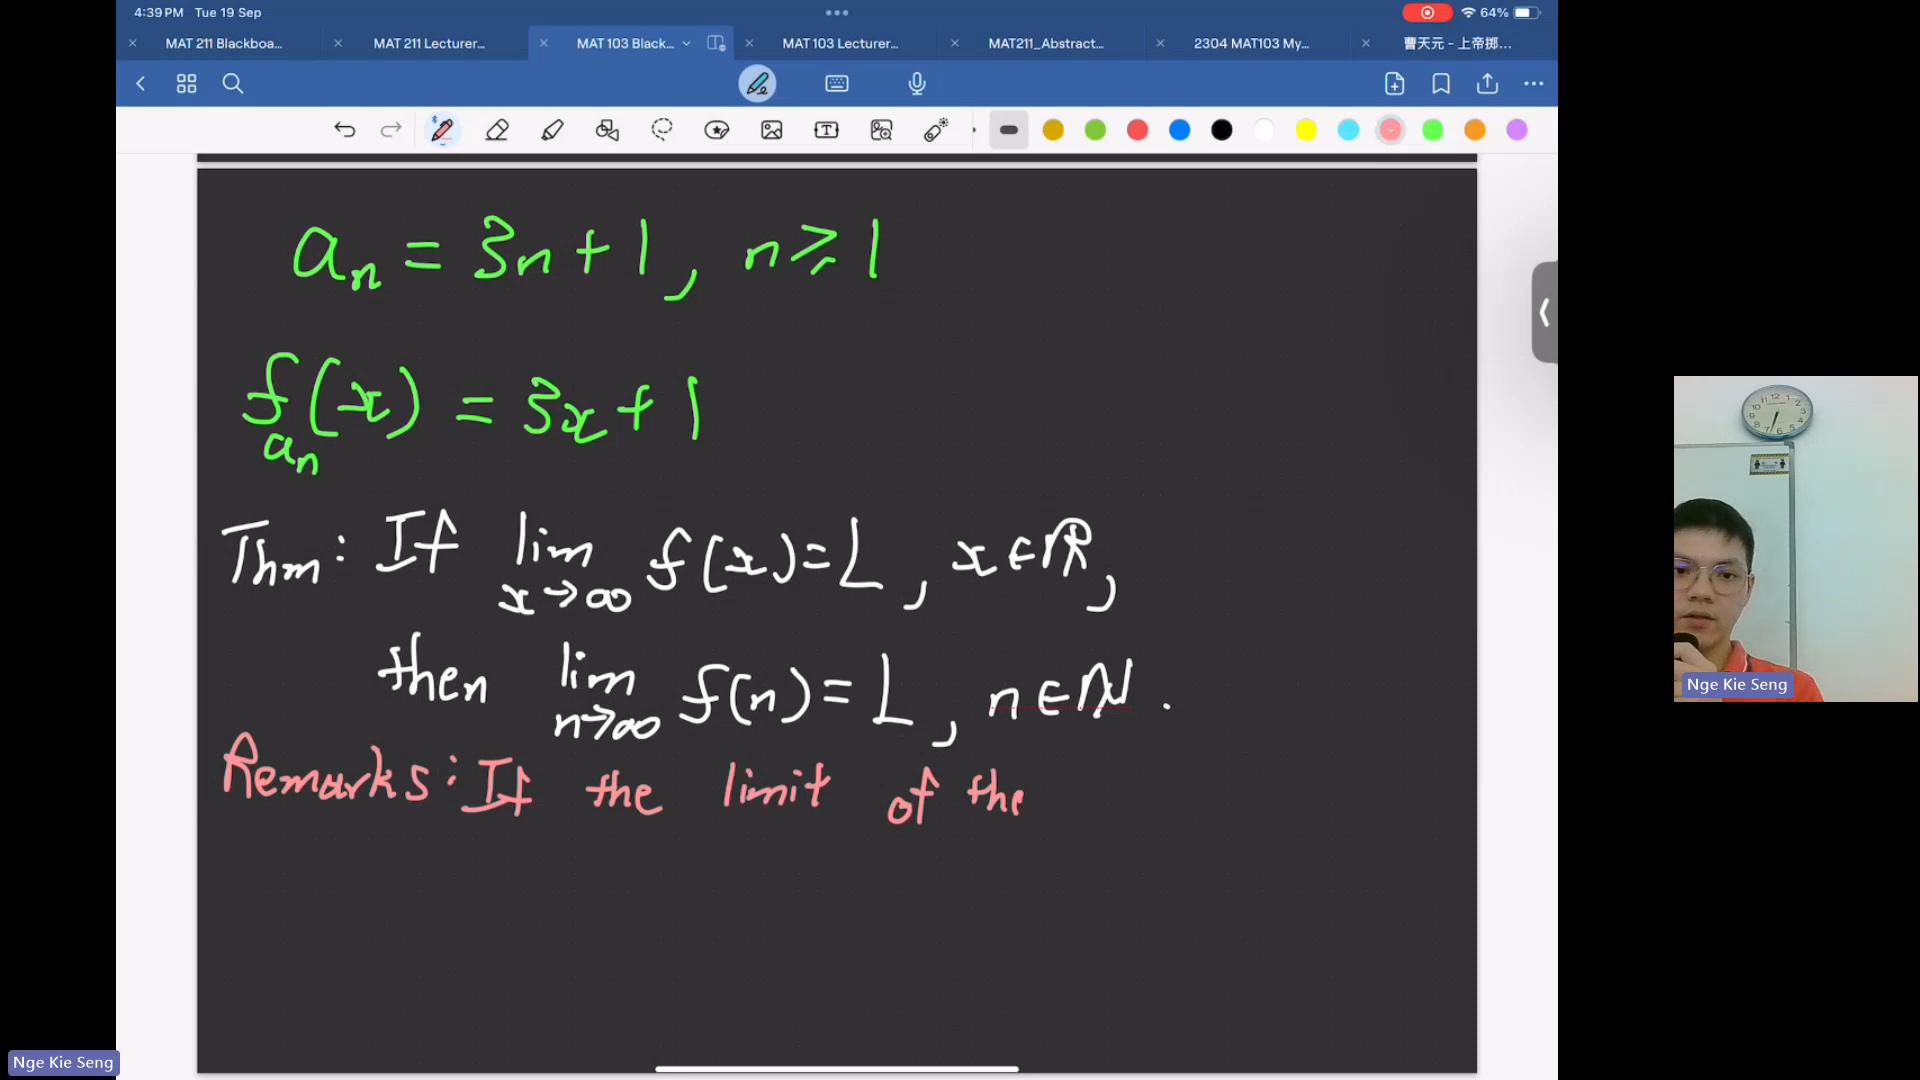 4:39 PM Tue 19 Sep
64%
MAT 211 Blackboa...
MAT 211 Lecturer...
MAT 103 Black...
MAT 103 Lecturer...
MAT211_Abstract...
2304 MAT103 My...
曹天元 - 上帝掷...
aₙ = 3n + 1, n ⩾ 1
f(x) = 3x + 1
aₙ
Thm: If lim f(x) = L, x ∈ ℝ,
x → ∞
then lim f(n) = L, n ∈ ℕ.
n → ∞
Remarks: If the limit of the
Nge Kie Seng
Nge Kie Seng